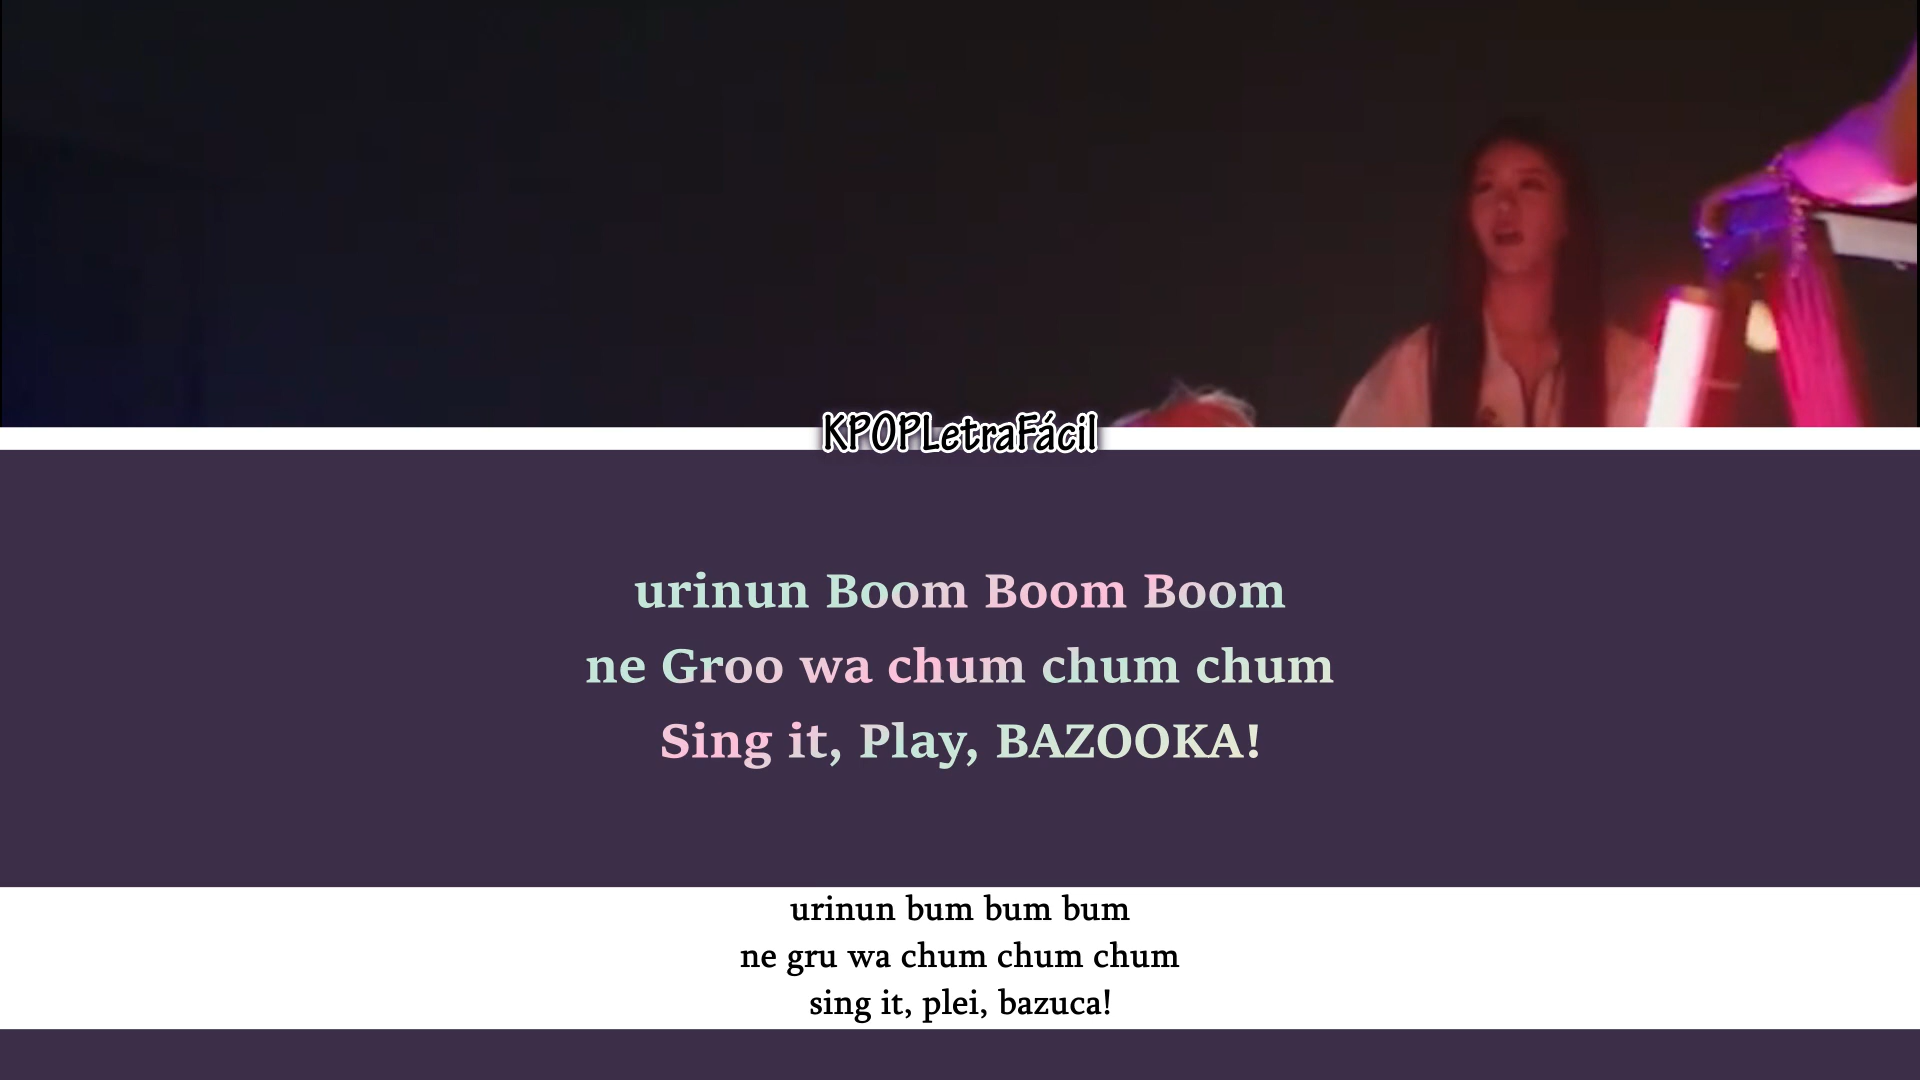 KPOPLetraFácil
urinun Boom Boom Boom
ne Groo wa chum chum chum
Sing it, Play, BAZOOKA!
urinun bum bum bum
ne gru wa chum chum chum
sing it, plei, bazuca!